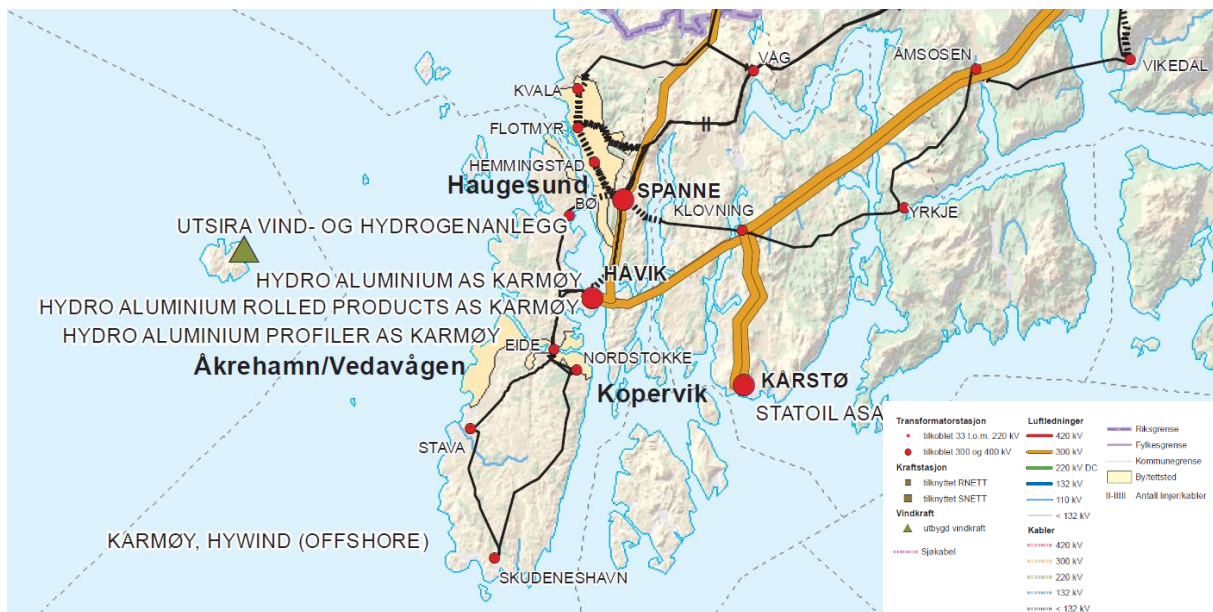 VÅG
ÅMSOSEN
VIKEDAL
KVALA
FLOTMYR
HEMMINGSTAD
Haugesund
SPANNE
BØ
KLOVNING
YRKJE
UTSIRA VIND- OG HYDROGENANLEGG
HYDRO ALUMINIUM AS KARMØY
HÅVIK
HYDRO ALUMINIUM ROLLED PRODUCTS AS KARMØY
HYDRO ALUMINIUM PROFILER AS KARMØY
EIDE
NORDSTOKKE
Åkrehamn/Vedavågen
Kopervik
KÅRSTØ
STATOIL ASA
STAVA
KARMØY, HYWIND (OFFSHORE)
SKUDENESHAVN
II
Transformatorstasjon
tilkoblet 33 t.o.m. 220 kV
tilkoblet 300 og 400 kV
Kraftstasjon
tilknyttet RNETT
tilknyttet SNETT
Vindkraft
utbygd vindkraft
Sjøkabel
Luftledninger
420 kV
300 kV
220 kV DC
132 kV
110 kV
< 132 kV
Kabler
420 kV
300 kV
220 kV
132 kV
< 132 kV
Riksgrense
Fylkesgrense
Kommunegrense
By/tettsted
II-IIIII Antall linjer/kabler